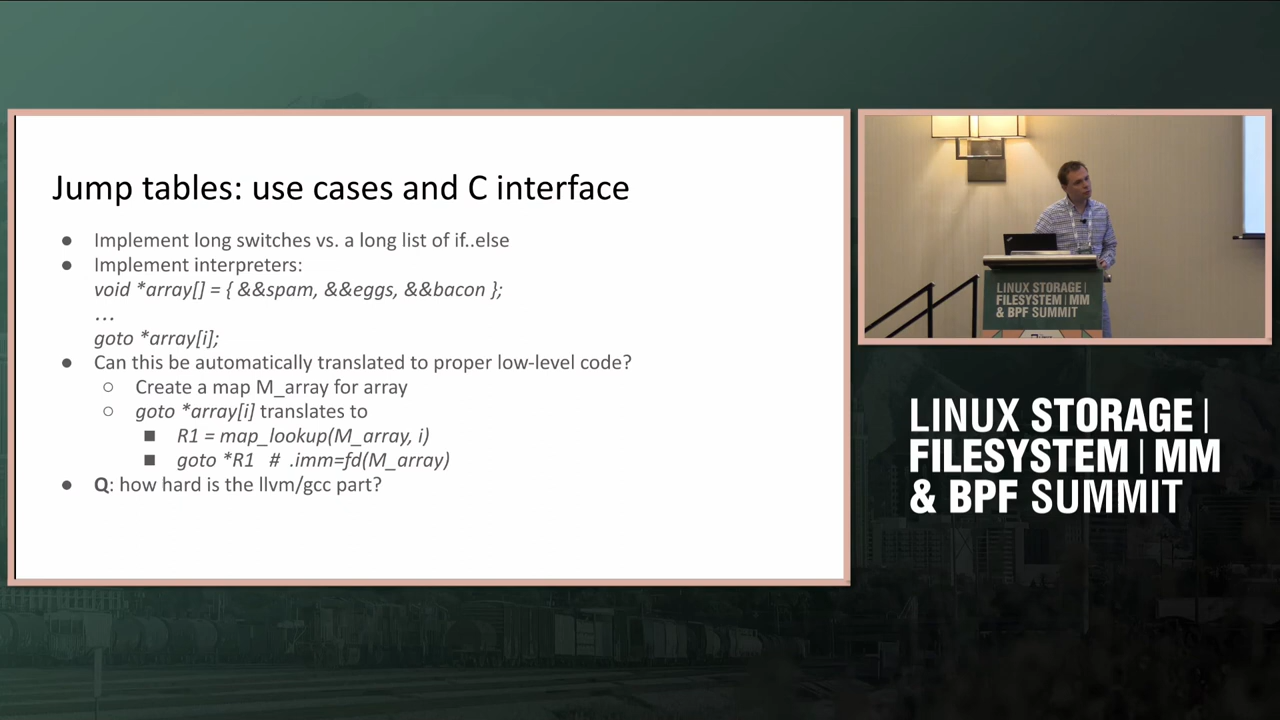 Jump tables: use cases and C interface
● Implement long switches vs. a long list of if..else
● Implement interpreters:
void *array[] = { &&spam, &&eggs, &&bacon };
…
goto *array[i];
● Can this be automatically translated to proper low-level code?
○ Create a map M_array for array
○ goto *array[i] translates to
■ R1 = map_lookup(M_array, i)
■ goto *R1 # .imm=fd(M_array)
● Q: how hard is the llvm/gcc part?
LINUX STORAGE |
FILESYSTEM | MM
& BPF SUMMIT
LINUX STORAGE |
FILESYSTEM | MM
& BPF SUMMIT